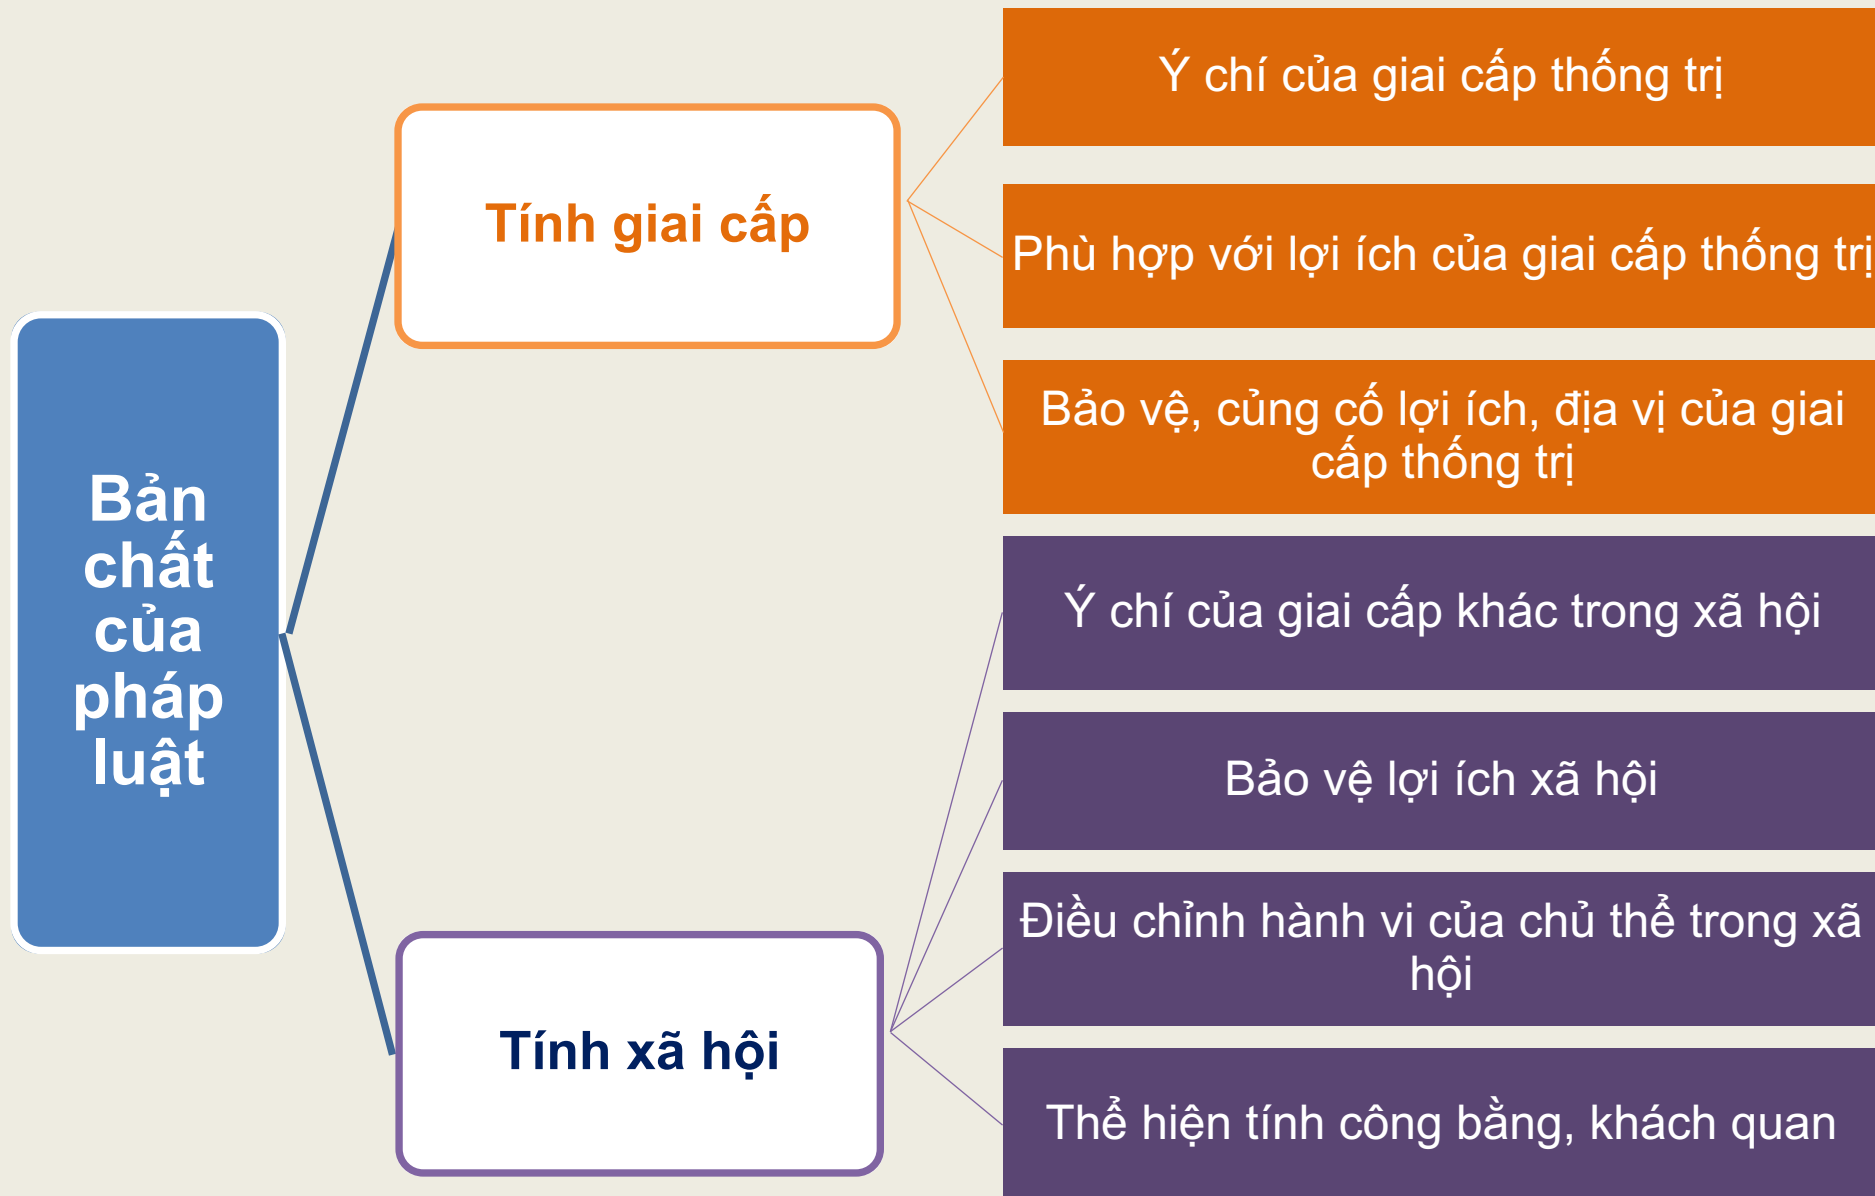 Bản
chất
của
pháp
luật
Tính giai cấp
Ý chí của giai cấp thống trị
Phù hợp với lợi ích của giai cấp thống trị
Bảo vệ, củng cố lợi ích, địa vị của giai
cấp thống trị
Tính xã hội
Ý chí của giai cấp khác trong xã hội
Bảo vệ lợi ích xã hội
Điều chỉnh hành vi của chủ thể trong xã
hội
Thể hiện tính công bằng, khách quan